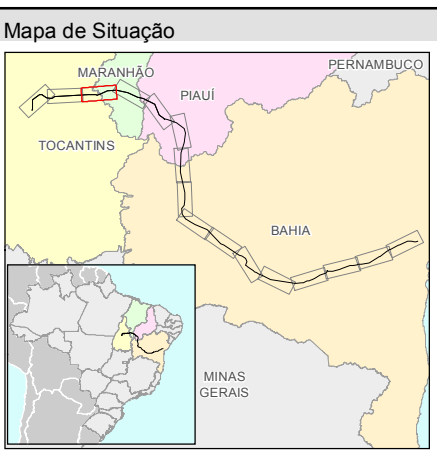 Mapa de Situação
PERNAMBUCO
MARANHÃO
PIAUÍ
TOCANTINS
BAHIA
MINAS
GERAIS